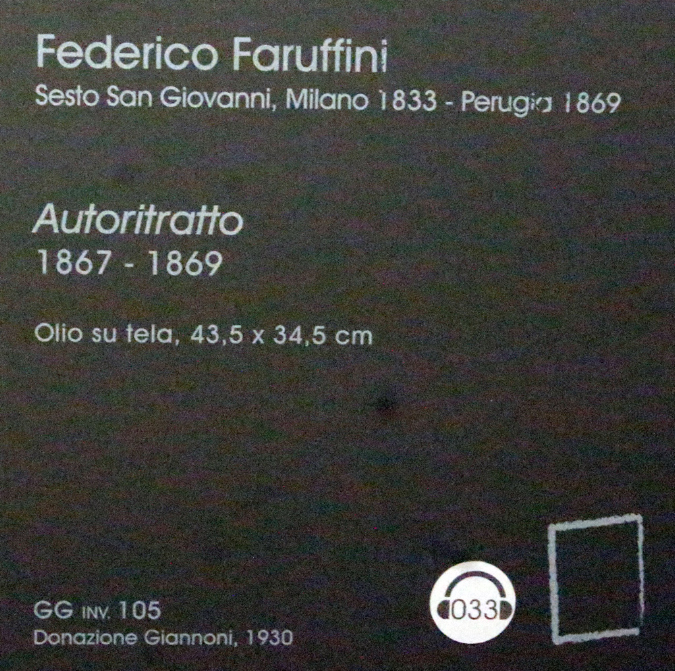 Federico Faruffini
Sesto San Giovanni, Milano 1833 - Perugia 1869
Autoritratto
1867 - 1869
Olio su tela, 43,5 x 34,5 cm
GG INV. 105
Donazione Giannoni, 1930
033